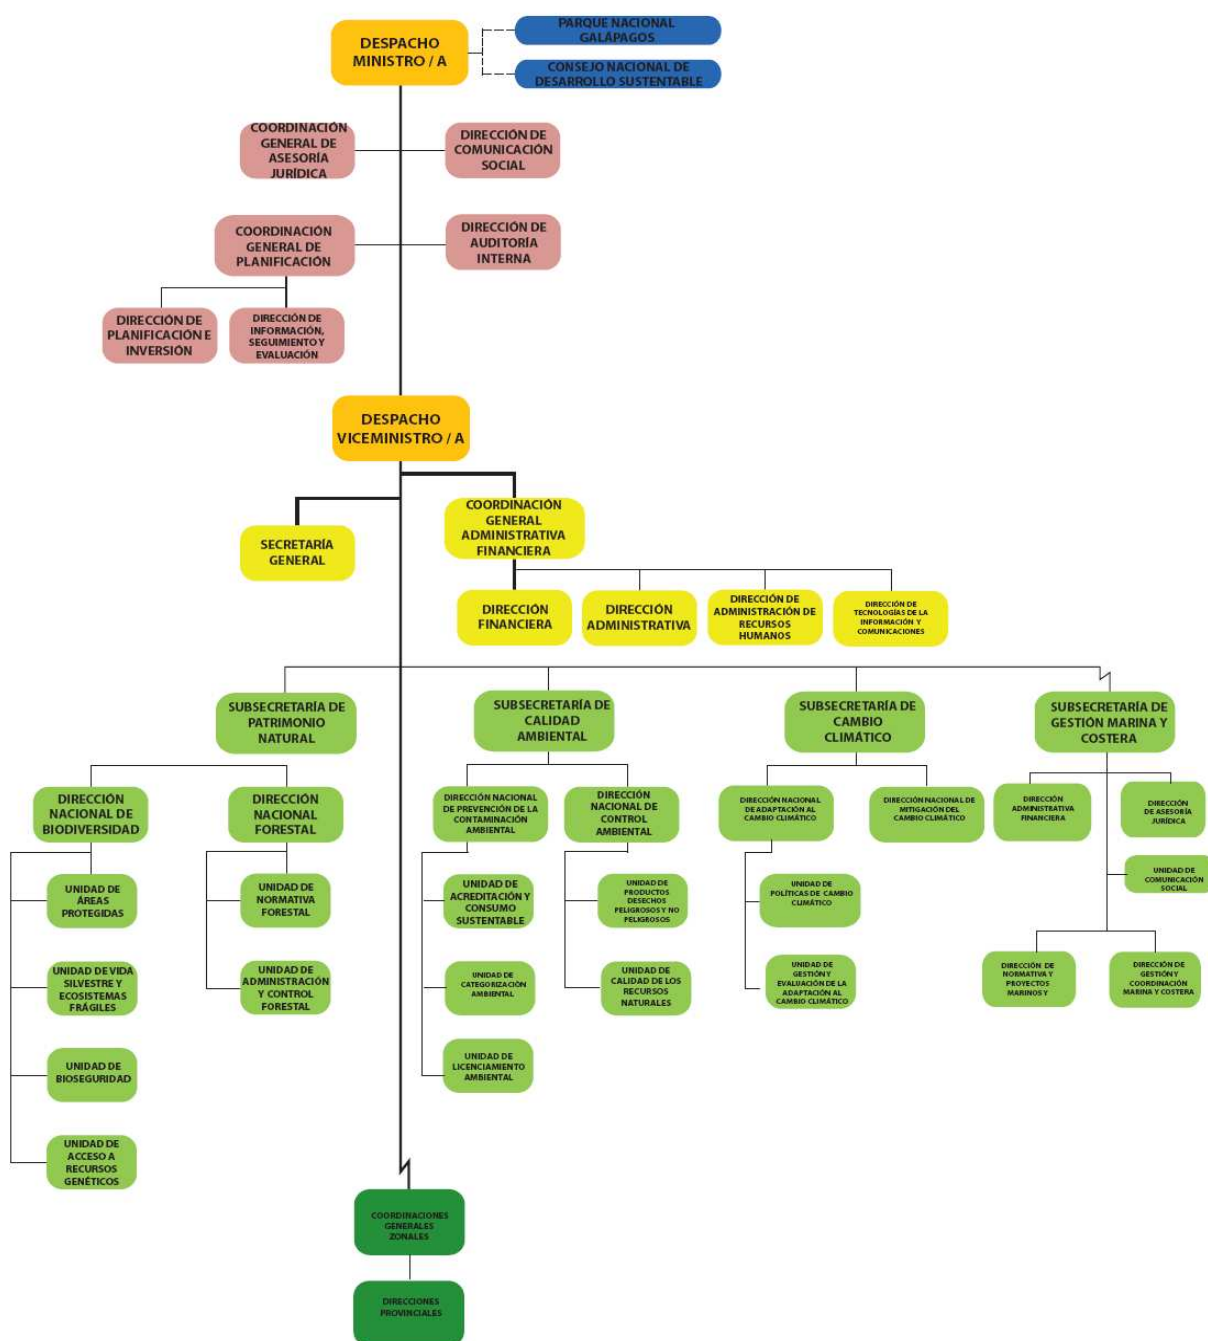 DESPACHO
MINISTRO / A
PARQUE NACIONAL
GALÁPAGOS
CONSEJO NACIONAL DE
DESARROLLO SUSTENTABLE
COORDINACIÓN
GENERAL DE
ASESORÍA
JURÍDICA
DIRECCIÓN DE
COMUNICACIÓN
SOCIAL
COORDINACIÓN
GENERAL DE
PLANIFICACIÓN
DIRECCIÓN DE
AUDITORÍA
INTERNA
DIRECCIÓN DE
PLANIFICACIÓN E
INVERSIÓN
DIRECCIÓN DE
INFORMACIÓN,
SEGUIMIENTO Y
EVALUACIÓN
DESPACHO
VICEMINISTRO / A
SECRETARÍA
GENERAL
COORDINACIÓN
GENERAL
ADMINISTRATIVA
FINANCIERA
DIRECCIÓN
FINANCIERA
DIRECCIÓN
ADMINISTRATIVA
DIRECCIÓN DE
ADMINISTRACIÓN DE
RECURSOS
HUMANOS
DIRECCIÓN DE
TECNOLOGÍAS DE LA
INFORMACIÓN Y
COMUNICACIONES
SUBSECRETARÍA DE
PATRIMONIO
NATURAL
SUBSECRETARÍA DE
CALIDAD
AMBIENTAL
SUBSECRETARÍA DE
CAMBIO
CLIMÁTICO
SUBSECRETARÍA DE
GESTIÓN MARINA Y
COSTERA
DIRECCIÓN
NACIONAL DE
BIODIVERSIDAD
DIRECCIÓN
NACIONAL
FORESTAL
DIRECCIÓN NACIONAL
DE PREVENCIÓN DE LA
CONTAMINACIÓN
AMBIENTAL
DIRECCIÓN
NACIONAL DE
CONTROL
AMBIENTAL
DIRECCIÓN NACIONAL
DE ADAPTACIÓN AL
CAMBIO CLIMÁTICO
DIRECCIÓN NACIONAL DE
MITIGACIÓN DEL
CAMBIO CLIMÁTICO
DIRECCIÓN
ADMINISTRATIVA
FINANCIERA
DIRECCIÓN
DE ASESORÍA
JURÍDICA
UNIDAD DE
COMUNICACIÓN
SOCIAL
UNIDAD DE
ÁREAS
PROTEGIDAS
UNIDAD DE
NORMATIVA
FORESTAL
UNIDAD DE
ACREDITACIÓN Y
CONSUMO
SUSTENTABLE
UNIDAD DE
PRODUCTOS
DESECHOS
PELIGROSOS Y NO
PELIGROSOS
UNIDAD DE
POLÍTICAS DE CAMBIO
CLIMÁTICO
UNIDAD DE VIDA
SILVESTRE Y
ECOSISTEMAS
FRÁGILES
UNIDAD DE
ADMINISTRACIÓN
Y CONTROL
FORESTAL
UNIDAD DE
CATEGORIZACIÓN
AMBIENTAL
UNIDAD DE
CALIDAD DE LOS
RECURSOS
NATURALES
UNIDAD DE
GESTIÓN Y
EVALUACIÓN DE LA
ADAPTACIÓN AL
CAMBIO CLIMÁTICO
DIRECCIÓN DE
NORMATIVA Y
PROYECTOS
MARINOS Y
DIRECCIÓN DE
GESTIÓN Y
COORDINACIÓN
MARINA Y COSTERA
UNIDAD DE
BIOSEGURIDAD
UNIDAD DE
LICENCIAMIENTO
AMBIENTAL
UNIDAD DE
ACCESO A
RECURSOS
GENÉTICOS
COORDINACIONES
GENERALES
ZONALES
DIRECCIONES
PROVINCIALES